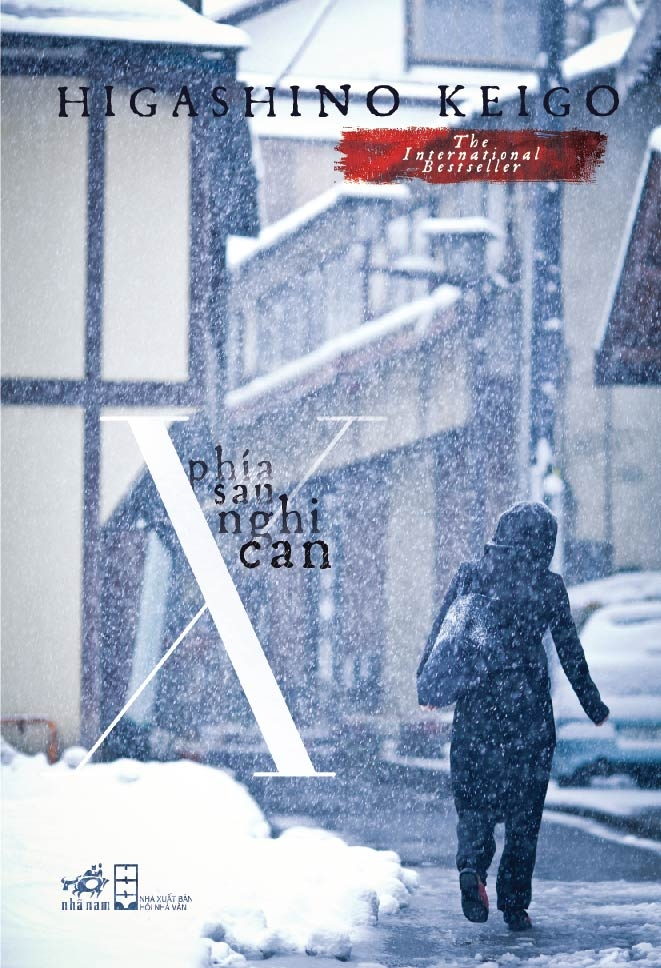 HIGASHINO KEIGO
The
International
Bestseller
phía
sau
nghi
can
X
nhã nam
NHÀ XUẤT BẢN
HỘI NHÀ VĂN